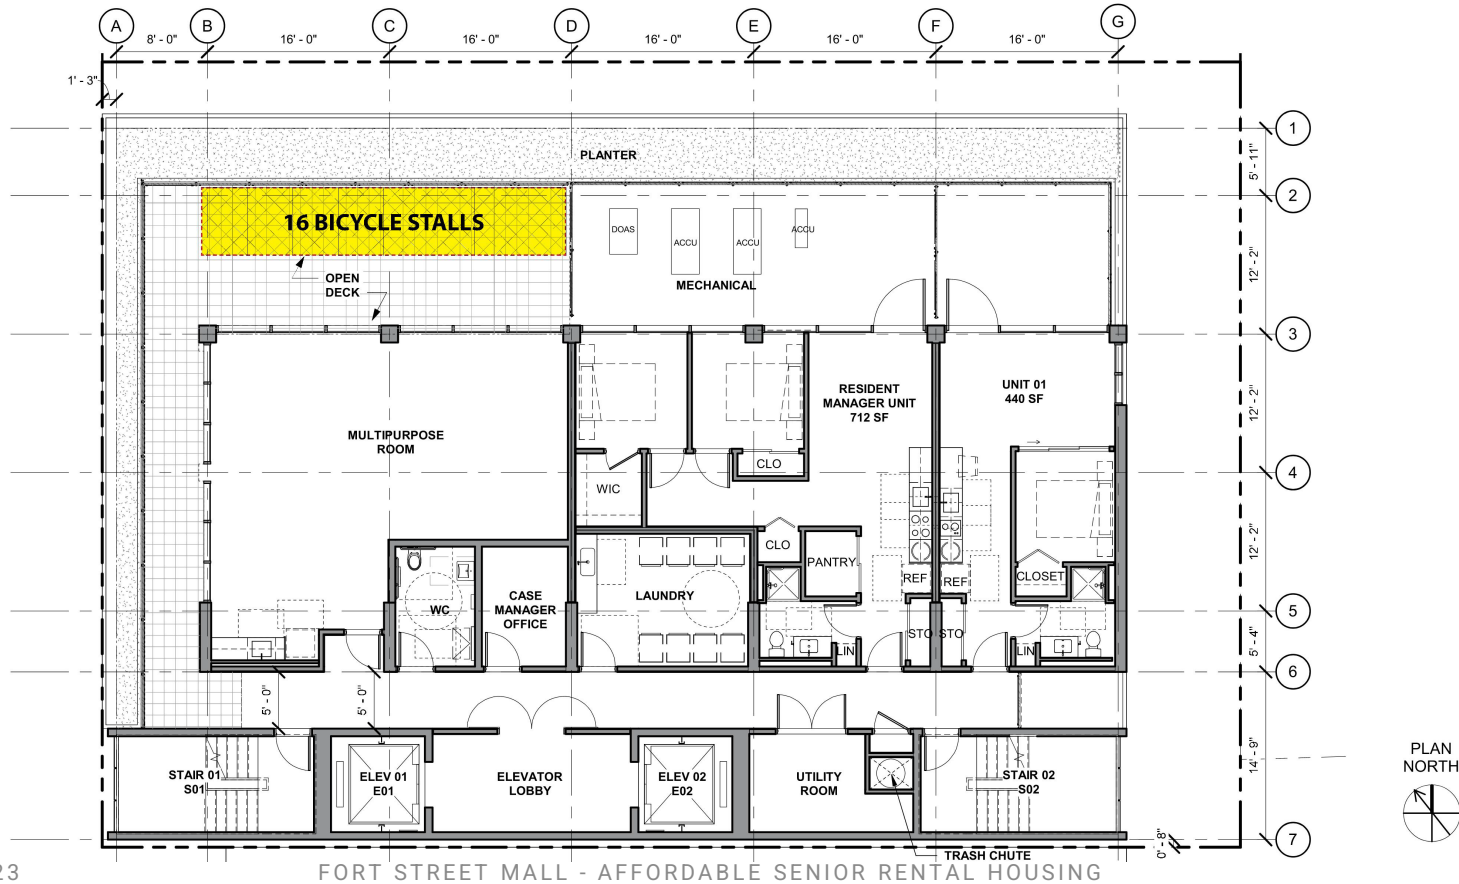 A
B
C
D
E
F
G
8' - 0"
16' - 0"
16' - 0"
16' - 0"
16' - 0"
16' - 0"
1' - 3"
1
PLANTER
5' - 11"
2
16 BICYCLE STALLS
DOAS
ACCU
ACCU
ACCU
12' - 2"
OPEN
DECK
MECHANICAL
3
MULTIPURPOSE
ROOM
RESIDENT
MANAGER UNIT
712 SF
UNIT 01
440 SF
12' - 2"
CLO
4
WIC
12' - 2"
CLO
PANTRY
REF
REF
CLOSET
WC
CASE
MANAGER
OFFICE
LAUNDRY
5
STO
STO
LIN
LIN
5' - 4"
6
5' - 0"
5' - 0"
STAIR 01
S01
ELEV 01
E01
ELEVATOR
LOBBY
ELEV 02
E02
UTILITY
ROOM
STAIR 02
S02
14' - 9"
PLAN
NORTH
7
0' - 8"
TRASH CHUTE
23
FORT STREET MALL - AFFORDABLE SENIOR RENTAL HOUSING